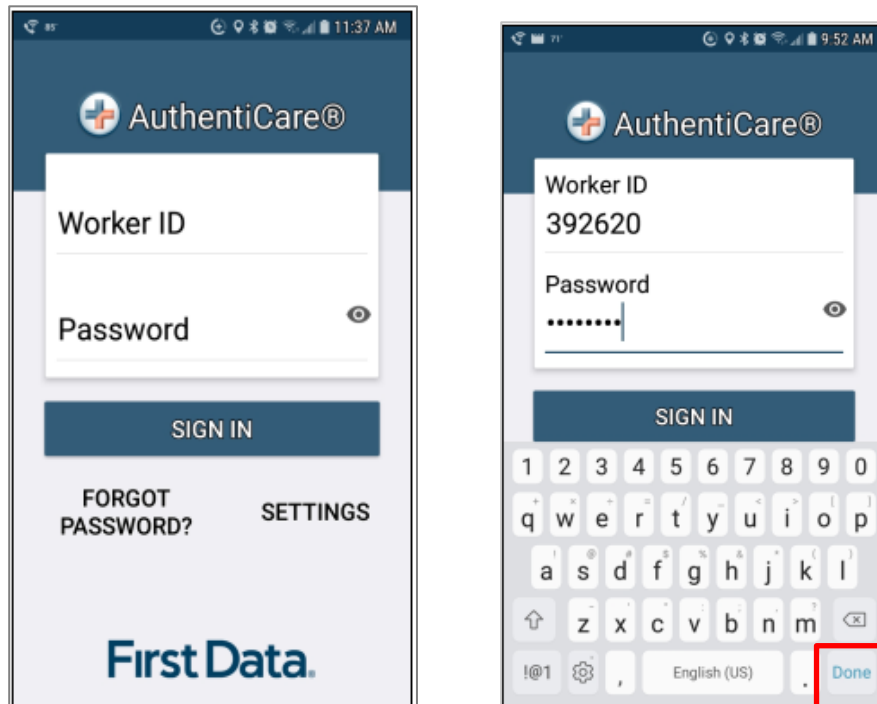 85°
11:37 AM
AuthentiCare®
Worker ID
Password
SIGN IN
FORGOT
PASSWORD?
SETTINGS
First Data.
71°
9:52 AM
AuthentiCare®
Worker ID
392620
Password
••••••••
SIGN IN
1 2 3 4 5 6 7 8 9 0
q w e r t y u i o p
a s d f g h j k l
z x c v b n m
!@1 , English (US) . Done